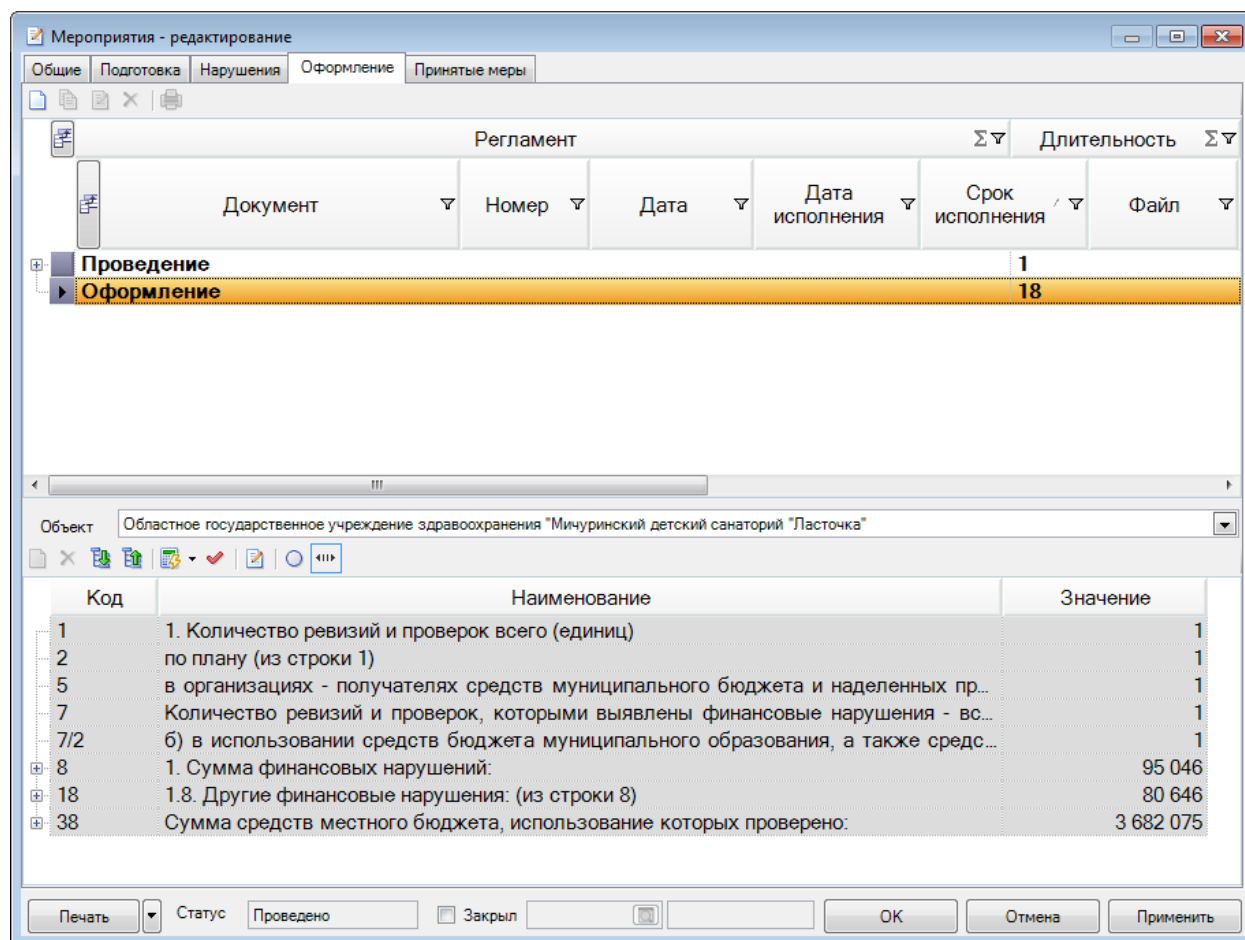 Мероприятия - редактирование
Общие Подготовка Нарушения Оформление Принятые меры
Регламент Σ Длительность Σ
Документ Номер Дата Дата исполнения Срок исполнения Файл
Проведение 1
Оформление 18
Объект Областное государственное учреждение здравоохранения "Мичуринский детский санаторий "Ласточка"
Код Наименование Значение
1 1. Количество ревизий и проверок всего (единиц) 1
2 по плану (из строки 1) 1
5 в организациях - получателях средств муниципального бюджета и наделенных пр... 1
7 Количество ревизий и проверок, которыми выявлены финансовые нарушения - вс... 1
7/2 б) в использовании средств бюджета муниципального образования, а также средс... 1
8 1. Сумма финансовых нарушений: 95 046
18 1.8. Другие финансовые нарушения: (из строки 8) 80 646
38 Сумма средств местного бюджета, использование которых проверено: 3 682 075
Печать Статус Проведено Закрыл ОК Отмена Применить